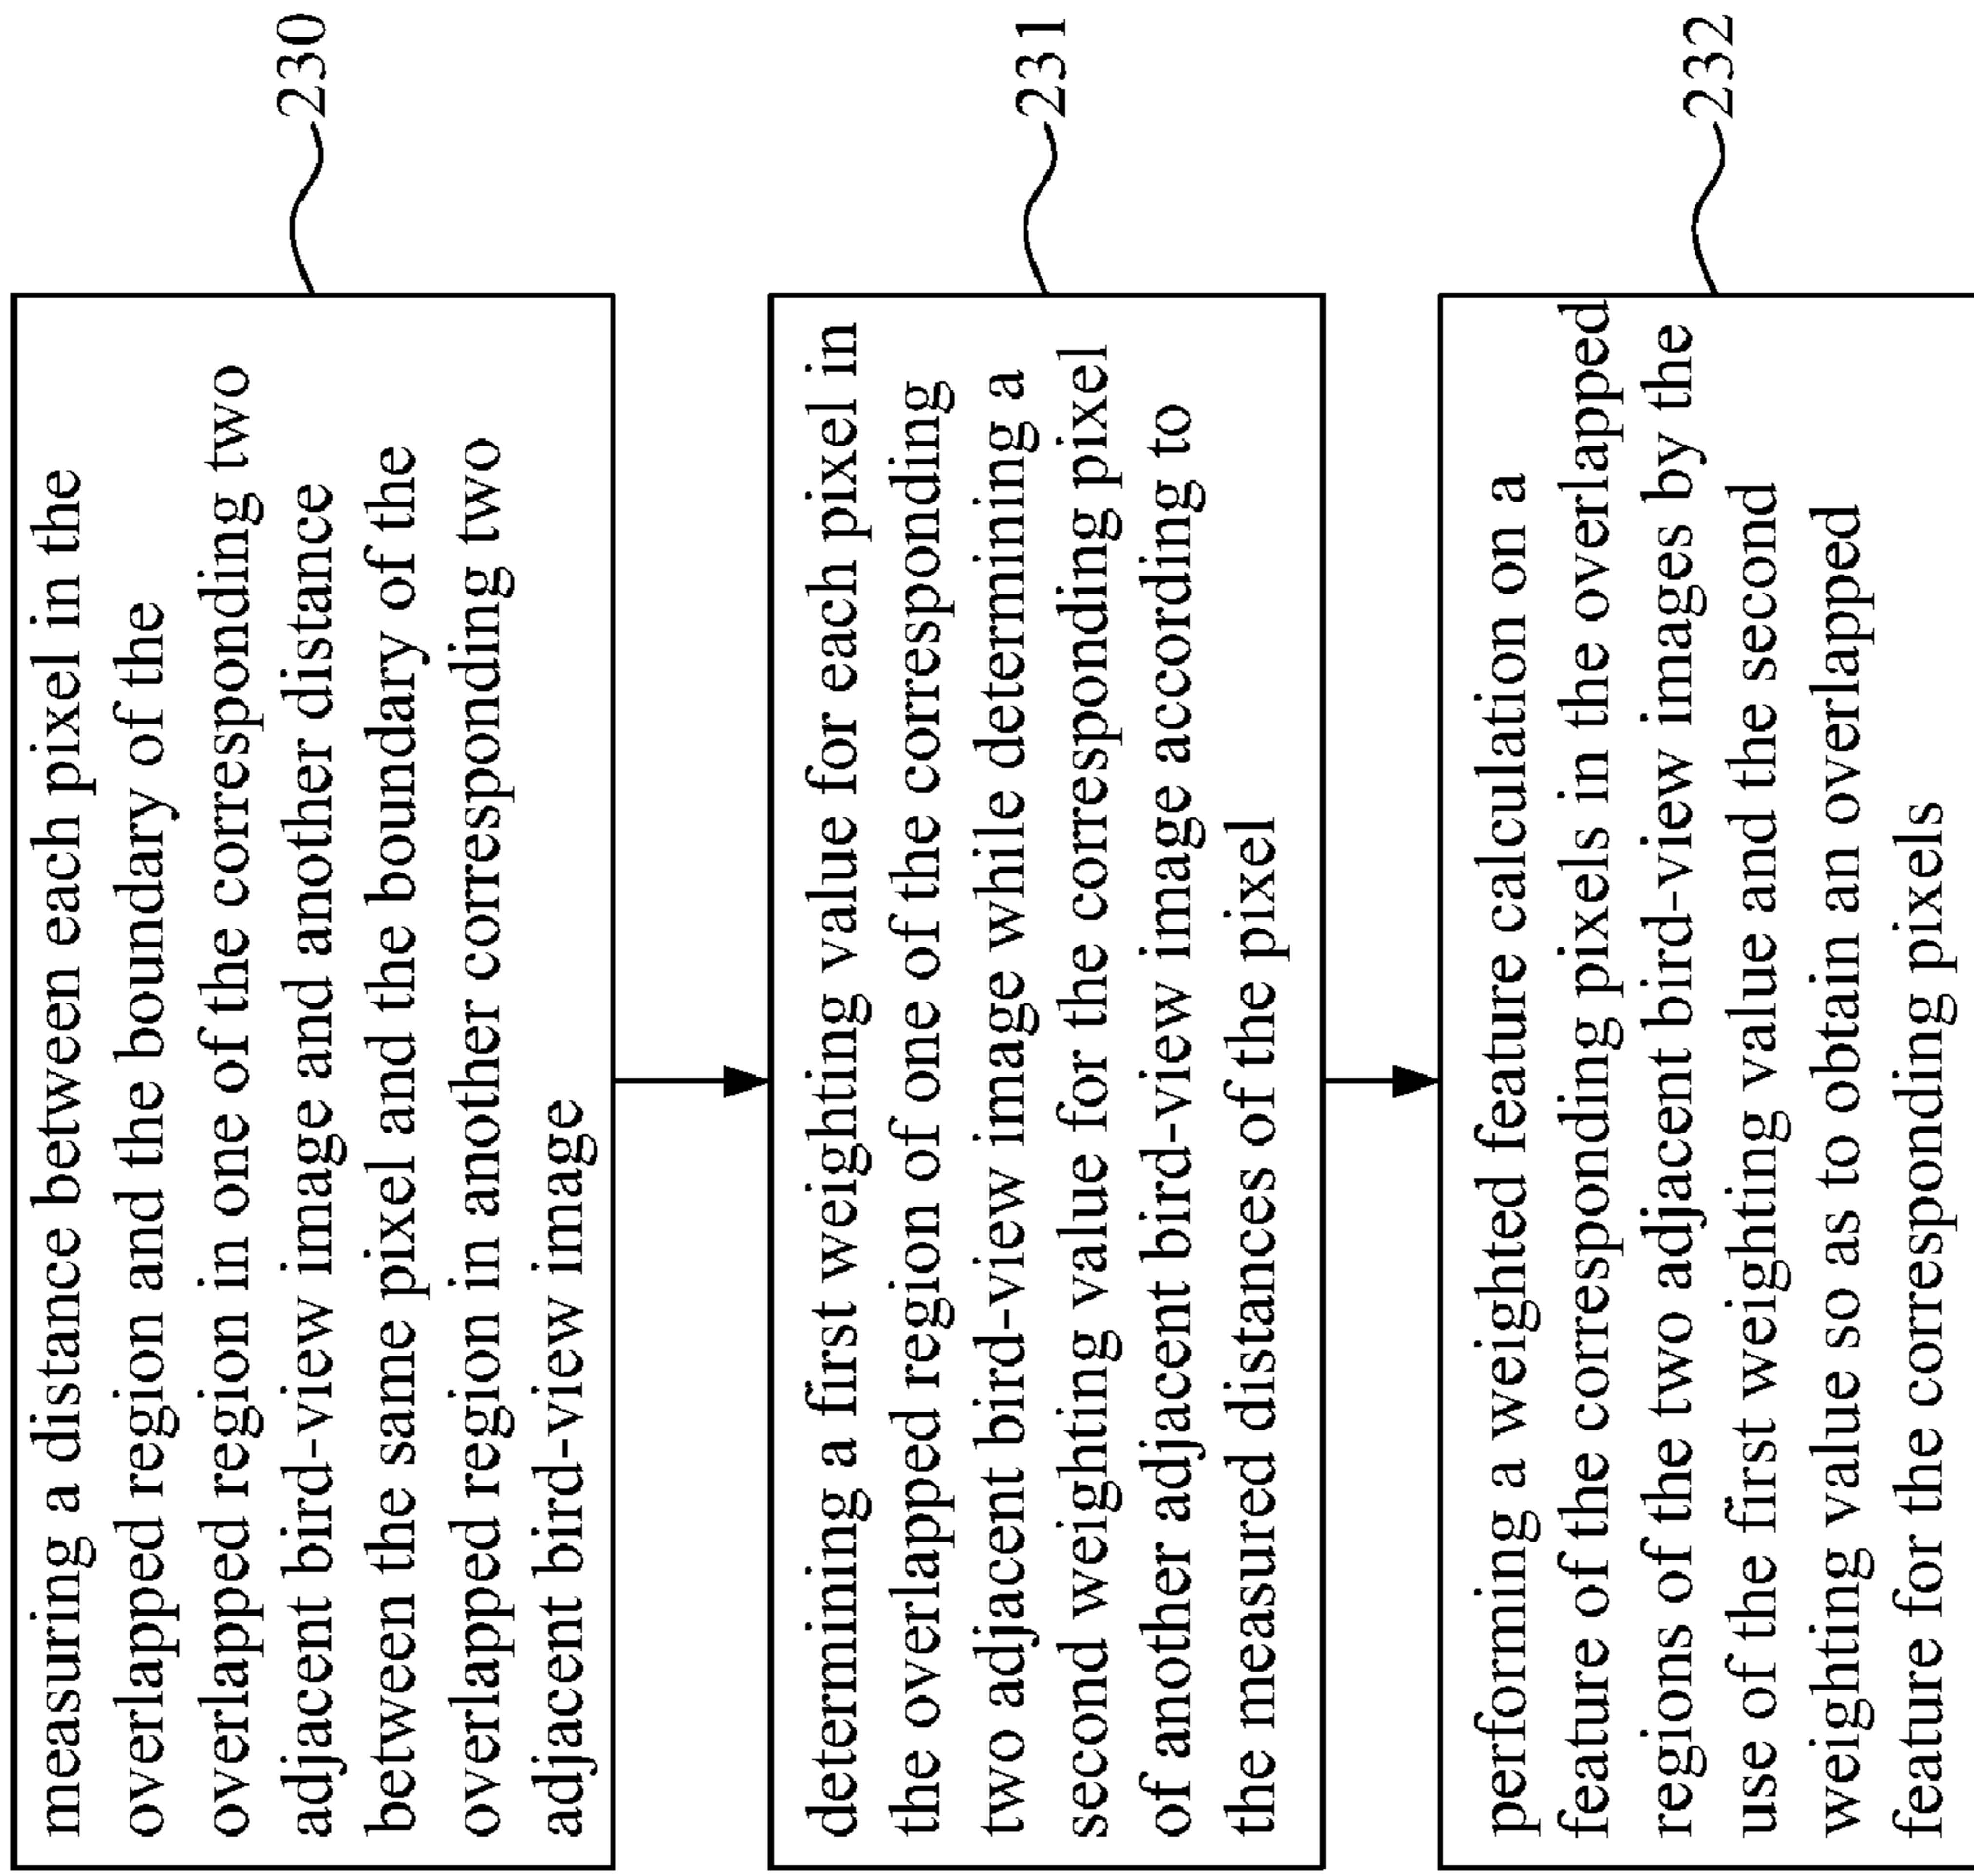 measuring a distance between each pixel in the
overlapped region and the boundary of the
overlapped region in one of the corresponding two
adjacent bird-view image and another distance
between the same pixel and the boundary of the
overlapped region in another corresponding two
adjacent bird-view image
230
determining a first weighting value for each pixel in
the overlapped region of one of the corresponding
two adjacent bird-view image while determining a
second weighting value for the corresponding pixel
of another adjacent bird-view image according to
the measured distances of the pixel
231
performing a weighted feature calculation on a
feature of the corresponding pixels in the overlapped
regions of the two adjacent bird-view images by the
use of the first weighting value and the second
weighting value so as to obtain an overlapped
feature for the corresponding pixels
232